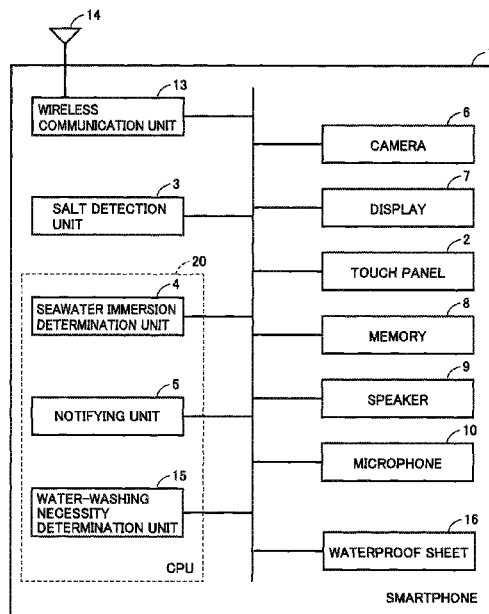 14
13
WIRELESS
COMMUNICATION UNIT
3
SALT DETECTION
UNIT
20
4
SEAWATER IMMERSION
DETERMINATION UNIT
5
NOTIFYING UNIT
15
WATER-WASHING
NECESSITY
DETERMINATION UNIT
CPU
6
CAMERA
7
DISPLAY
2
TOUCH PANEL
8
MEMORY
9
SPEAKER
10
MICROPHONE
16
WATERPROOF SHEET
SMARTPHONE